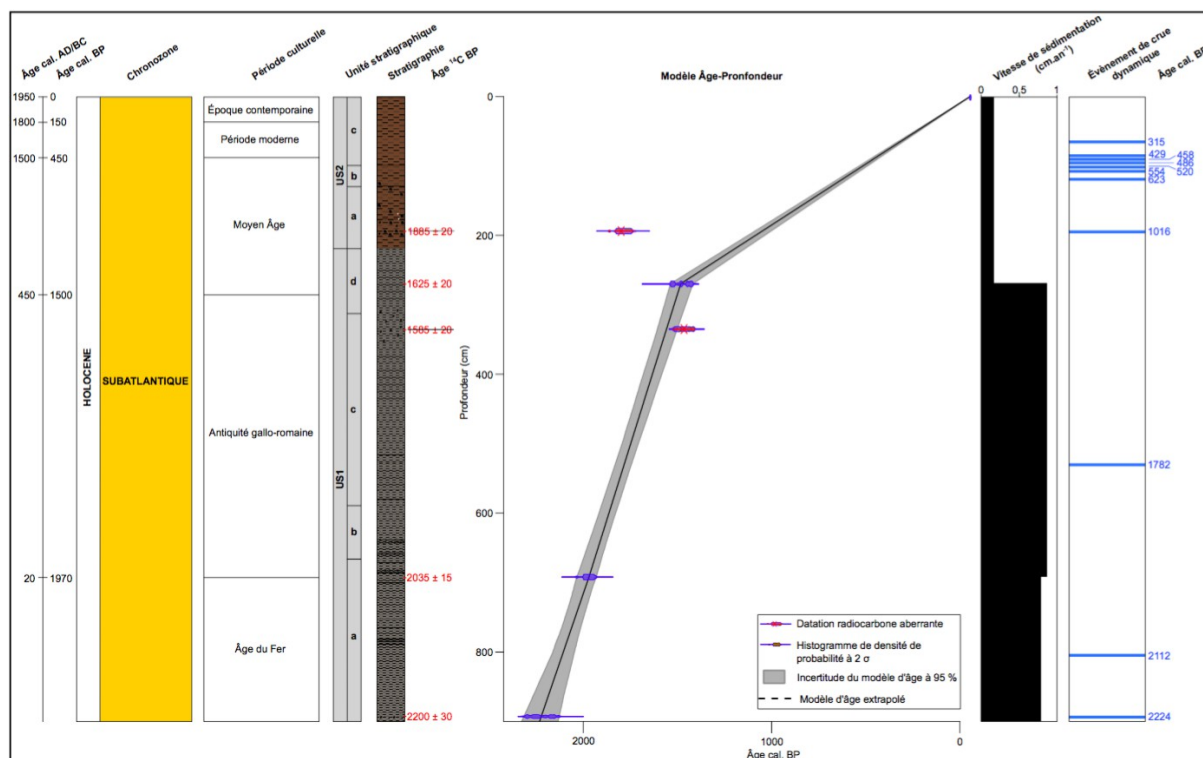 Âge cal. AD/BC
Âge cal. BP
Chronozone
Période culturelle
Unité stratigraphique
Stratigraphie
Âge ¹⁴C BP
Modèle Âge-Pronfondeur
Vitesse de sédimentation
(cm.an⁻¹)
Évènement de crue
dynamique
Âge cal. BP
1950
0
1800
150
1500
450
450
1500
20
1970
HOLOCENE
SUBATLANTIQUE
Époque contemporaine
Période moderne
Moyen Âge
Antiquité gallo-romaine
Âge du Fer
US2
c
b
a
US1
d
c
b
a
1885 ± 20
1625 ± 20
1585 ± 20
2035 ± 15
2200 ± 30
0
200
400
600
800
Profondeur (cm)
2000
1000
0
Âge cal. BP
Datation radiocarbone aberrante
Histogramme de densité de
probabilité à 2 σ
Incertitude du modèle d'âge à 95 %
Modèle d'âge extrapolé
0
0,5
1
315
429
458
486
554
520
623
1016
1782
2112
2224